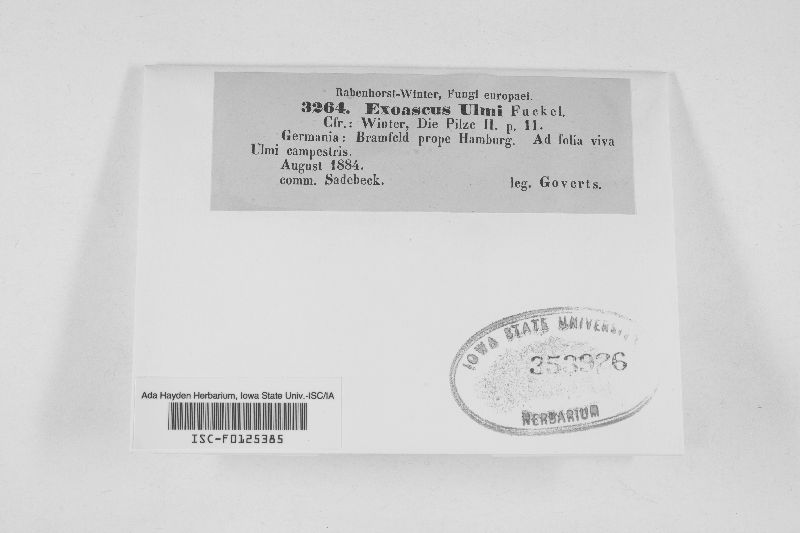 Rabenhorst-Winter, Fungi europaei.
3264. Exoascus Ulmi Fuckel.
Cfr.: Winter, Die Pilze II. p. 11.
Germania: Bramfeld prope Hamburg. Ad folia viva
Ulmi campestris.
August 1884.
comm. Sadebeck. leg. Goverts.
IOWA STATE UNIVERSITY
353926
HERBARIUM
Ada Hayden Herbarium, Iowa State Univ.-ISC/IA
ISC-F0125385